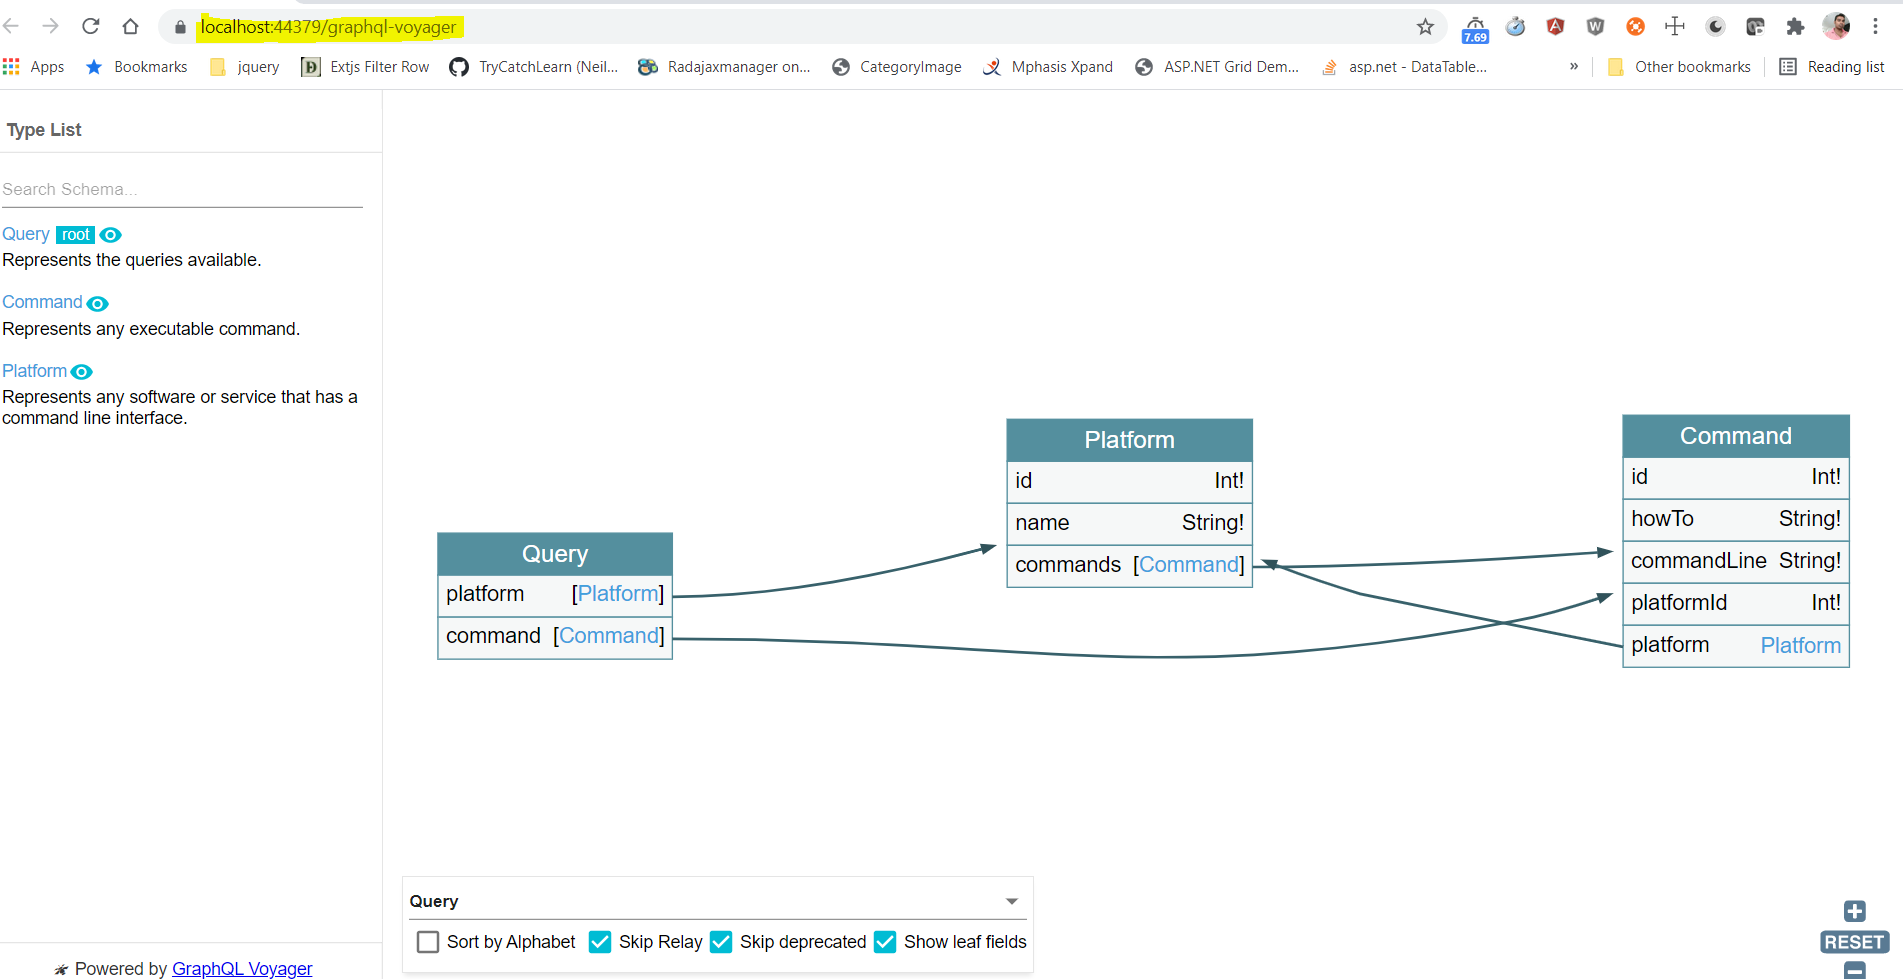 localhost:44379/graphql-voyager
7.69
Apps Bookmarks jquery Extjs Filter Row TryCatchLearn (Neil... Radajaxmanager on... CategoryImage Mphasis Xpand ASP.NET Grid Dem... asp.net - DataTable... » Other bookmarks Reading list
Type List
Search Schema...
Query root
Represents the queries available.
Command
Represents any executable command.
Platform
Represents any software or service that has a
command line interface.
Query
platform [Platform]
command [Command]
Platform
id Int!
name String!
commands [Command]
Command
id Int!
howTo String!
commandLine String!
platformId Int!
platform Platform
Query
Sort by Alphabet Skip Relay Skip deprecated Show leaf fields
RESET
Powered by GraphQL Voyager